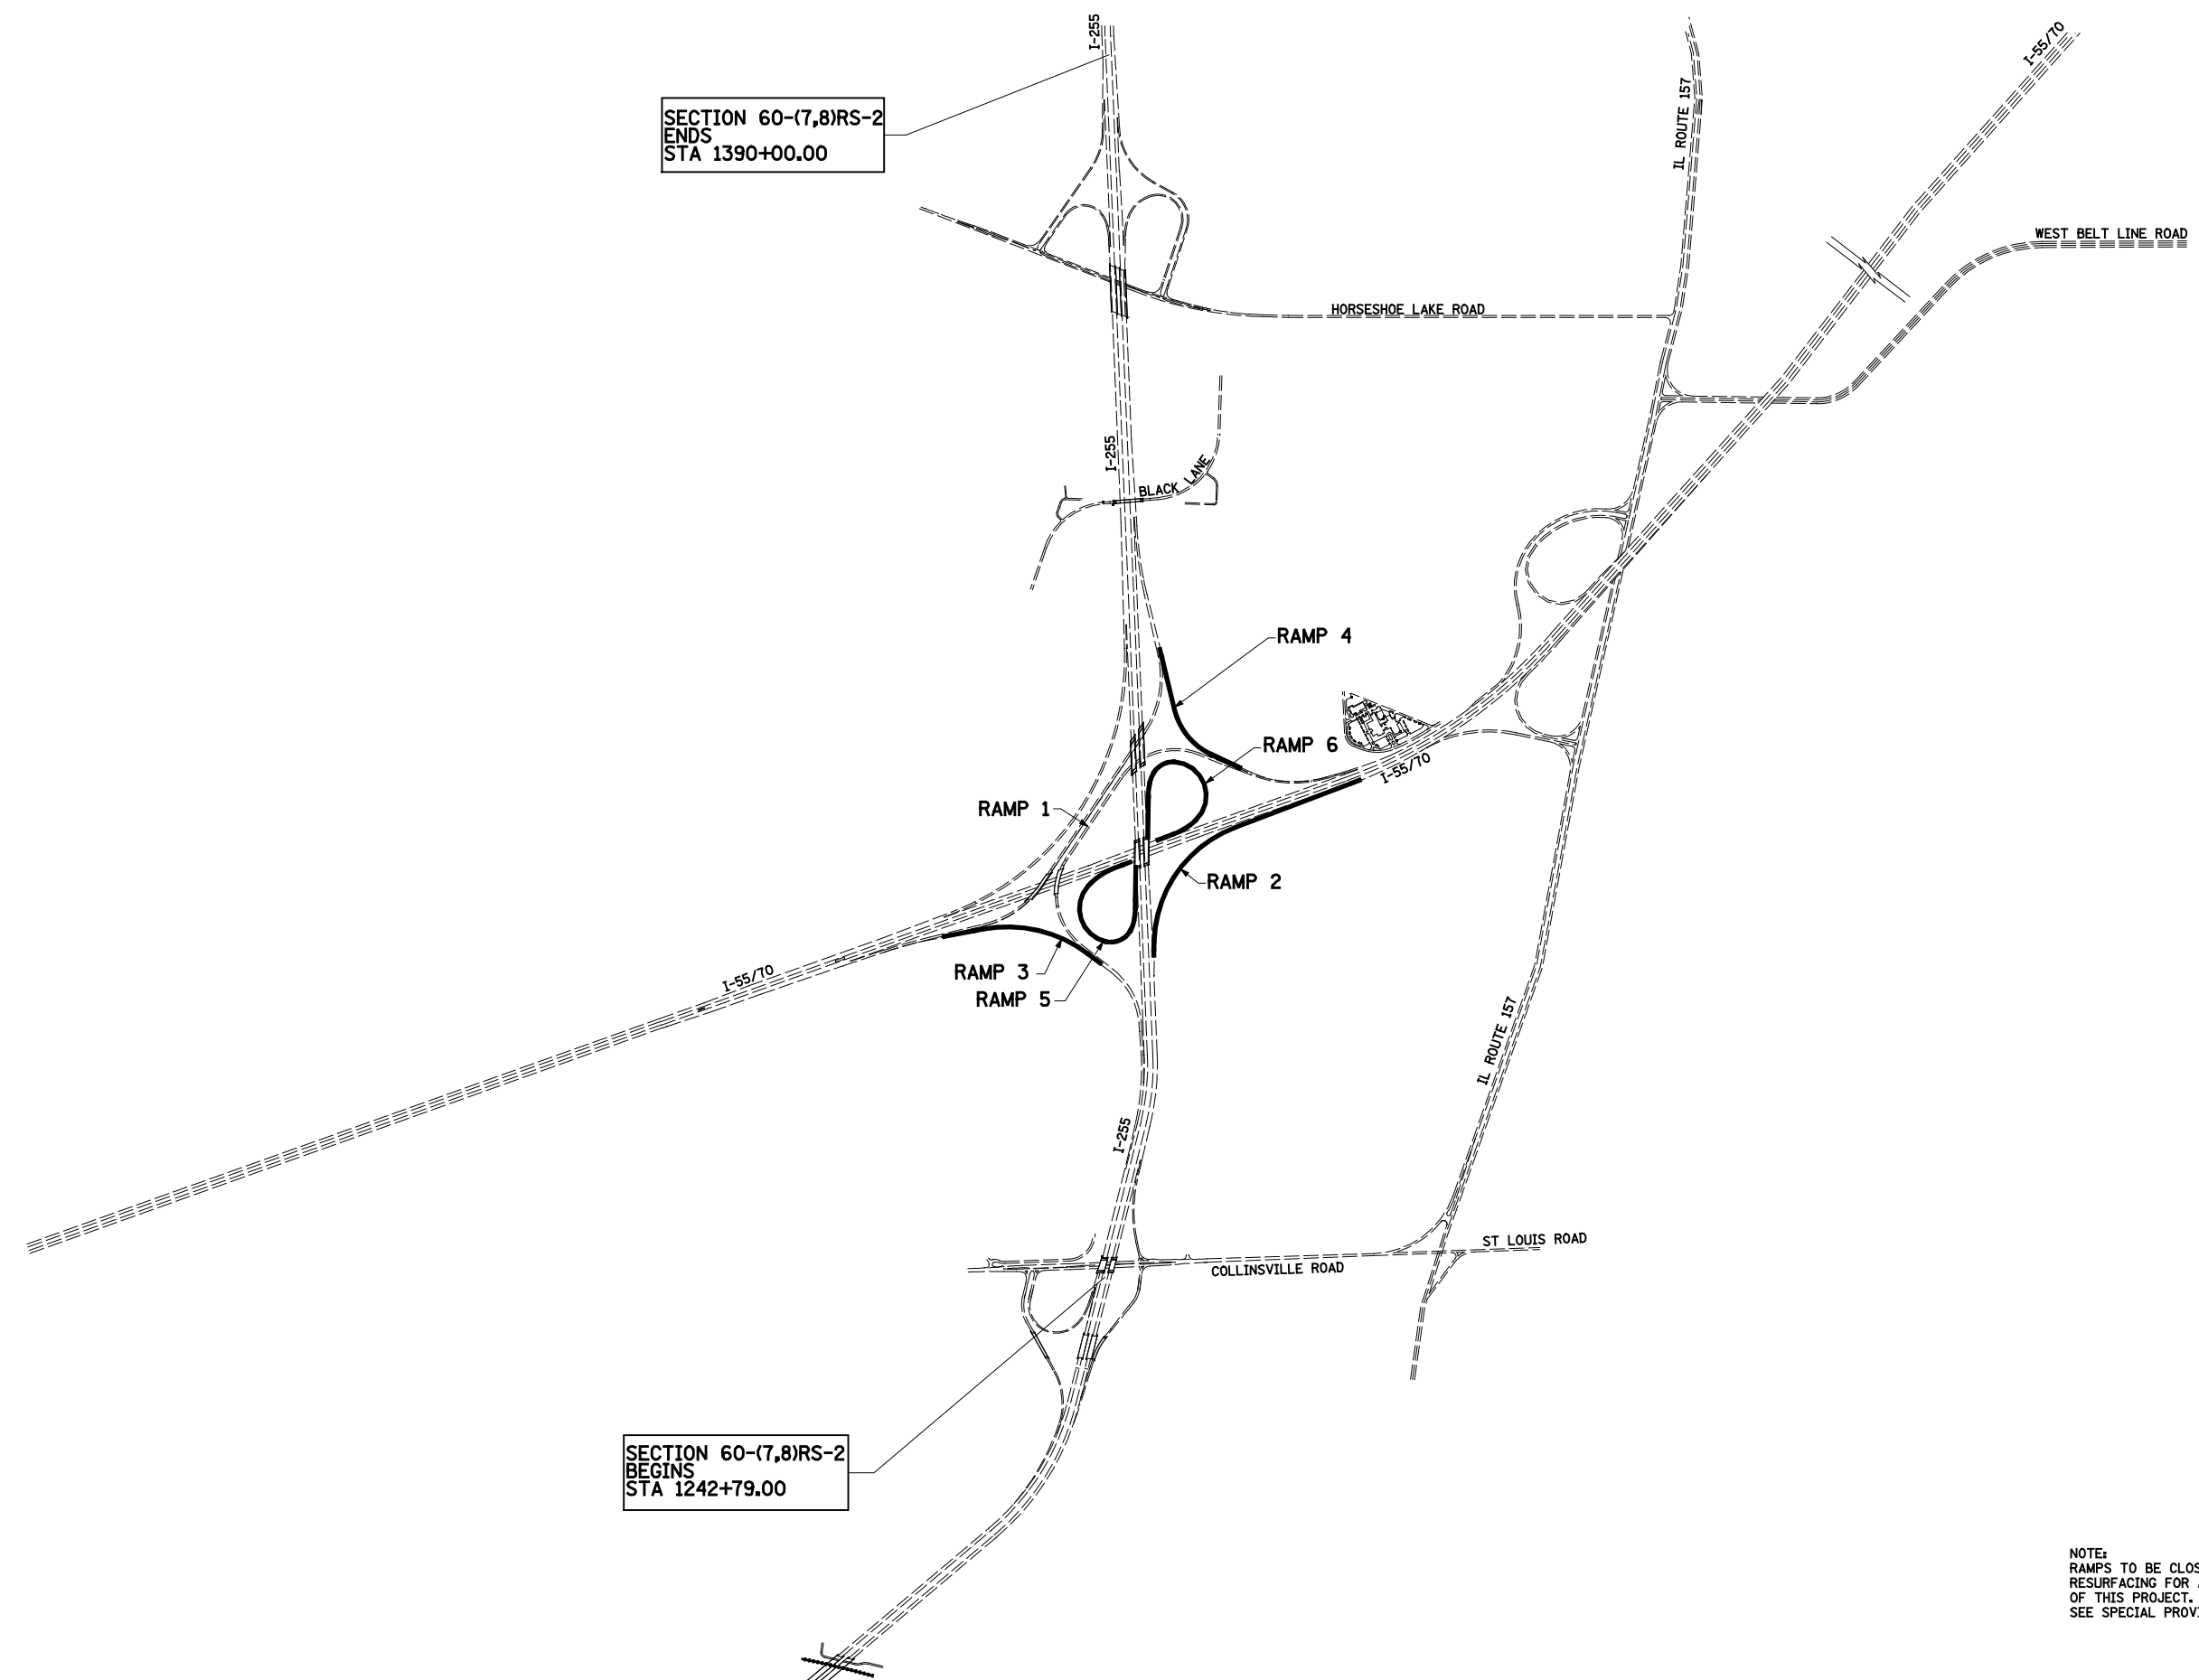 I-255
I-55/70
SECTION 60-(7,8)RS-2
ENDS
STA 1390+00.00
IL ROUTE 157
WEST BELT LINE ROAD
HORSESHOE LAKE ROAD
I-255
BLACK LANE
RAMP 4
RAMP 6
I-55/70
RAMP 1
RAMP 2
RAMP 3
RAMP 5
I-55/70
IL ROUTE 157
I-255
ST LOUIS ROAD
COLLINSVILLE ROAD
SECTION 60-(7,8)RS-2
BEGINS
STA 1242+79.00
NOTE:
RAMPS TO BE
RESURFACING FOR
OF THIS PROJECT.
SEE SPECIAL